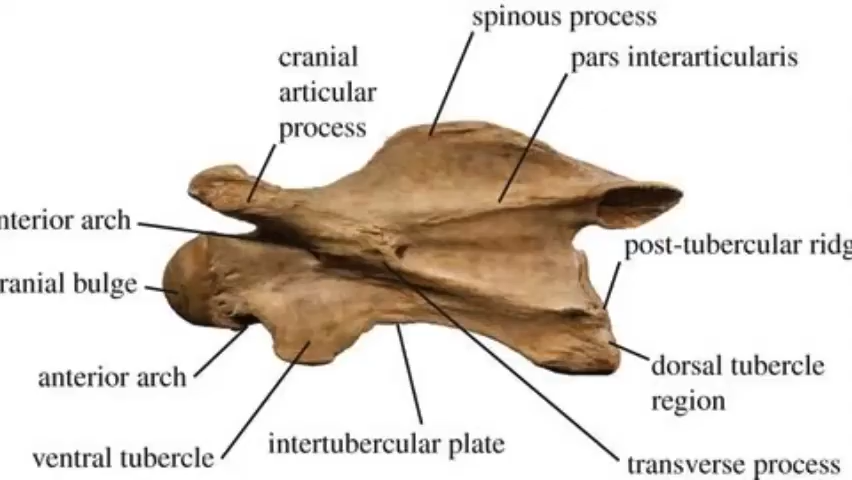 spinous process
cranial
articular
process
pars interarticularis
nterior arch
ranial bulge
post-tubercular ridg
anterior arch
dorsal tubercle
region
ventral tubercle
intertubercular plate
transverse process